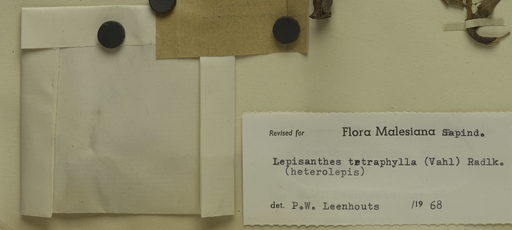 Revised for Flora Malesiana Sapind.
Lepisanthes tetraphylla (Vahl) Radlk.
(heterolepis)
det. P.W. Leenhouts /19 68